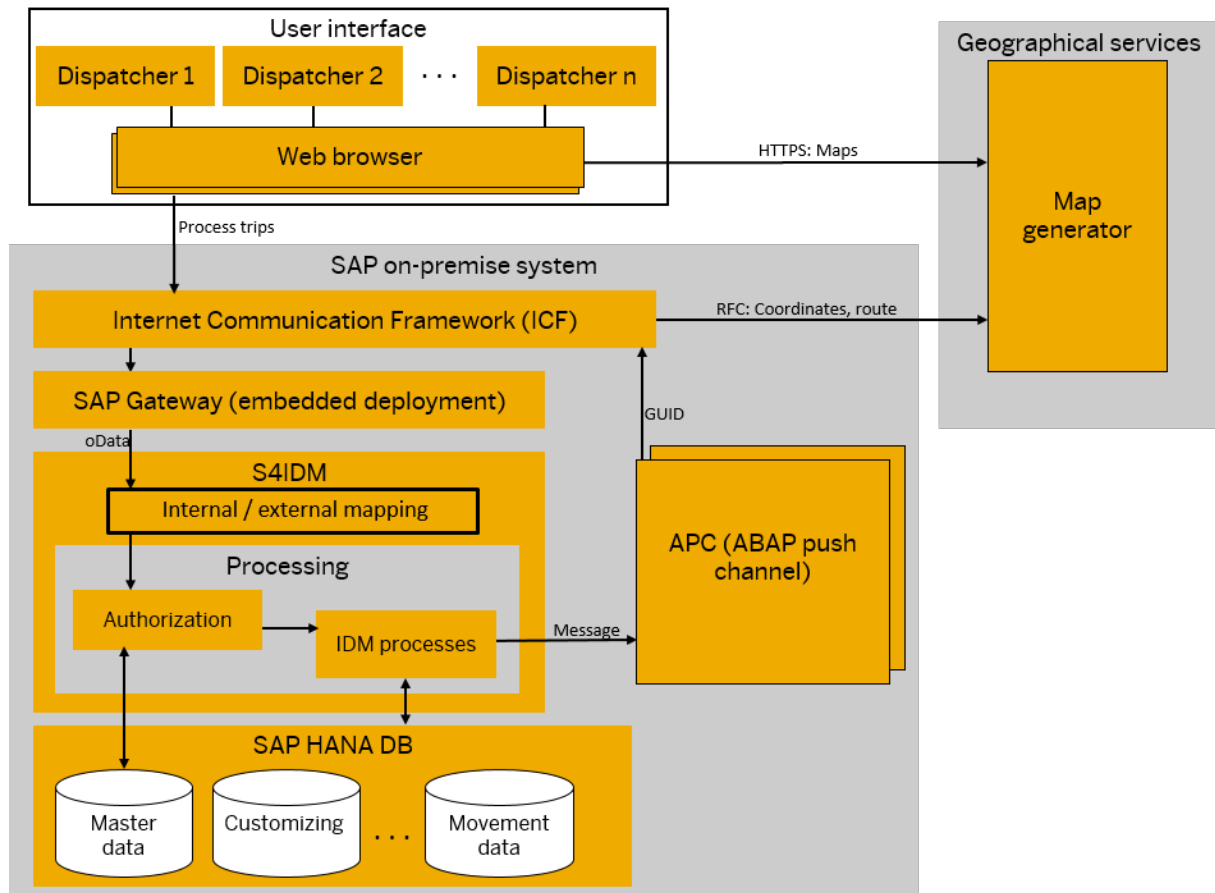 User interface
Geographical services
Dispatcher 1
Dispatcher 2
. . .
Dispatcher n
Web browser
HTTPS: Maps
Map
generator
Process trips
SAP on-premise system
Internet Communication Framework (ICF)
RFC: Coordinates, route
SAP Gateway (embedded deployment)
GUID
oData
S4IDM
Internal / external mapping
APC (ABAP push
channel)
Processing
Authorization
IDM processes
Message
SAP HANA DB
Master
data
Customizing
. . .
Movement
data